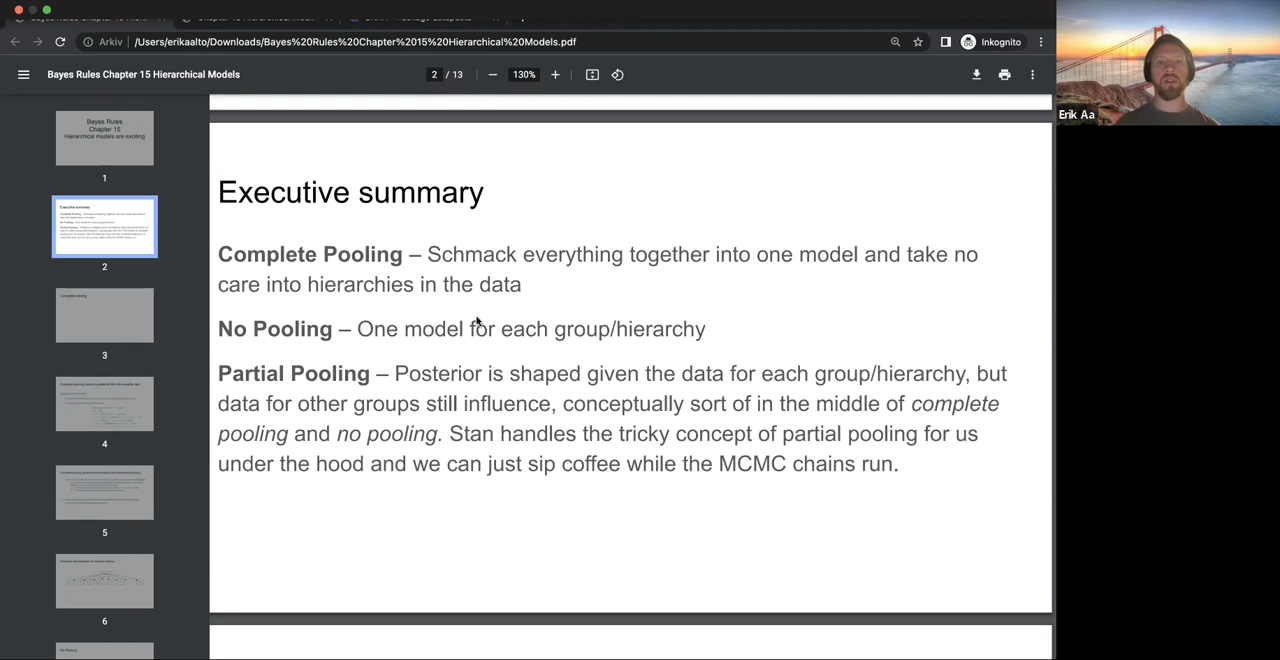 Arkiv
/Users/erikaalto/Downloads/Bayes%20Rules%20Chapter%2015%20Hierarchical%20Models.pdf
Inkognito
Bayes Rules Chapter 15 Hierarchical Models
2 / 13
130%
Erik Aa
Bayes Rules
Chapter 15
Hierarchical models are exciting
1
Executive summary
2
Complete pooling
3
4
5
6
No Pooling
Executive summary
Complete Pooling – Schmack everything together into one model and take no
care into hierarchies in the data
No Pooling – One model for each group/hierarchy
Partial Pooling – Posterior is shaped given the data for each group/hierarchy, but
data for other groups still influence, conceptually sort of in the middle of complete
pooling and no pooling. Stan handles the tricky concept of partial pooling for us
under the hood and we can just sip coffee while the MCMC chains run.